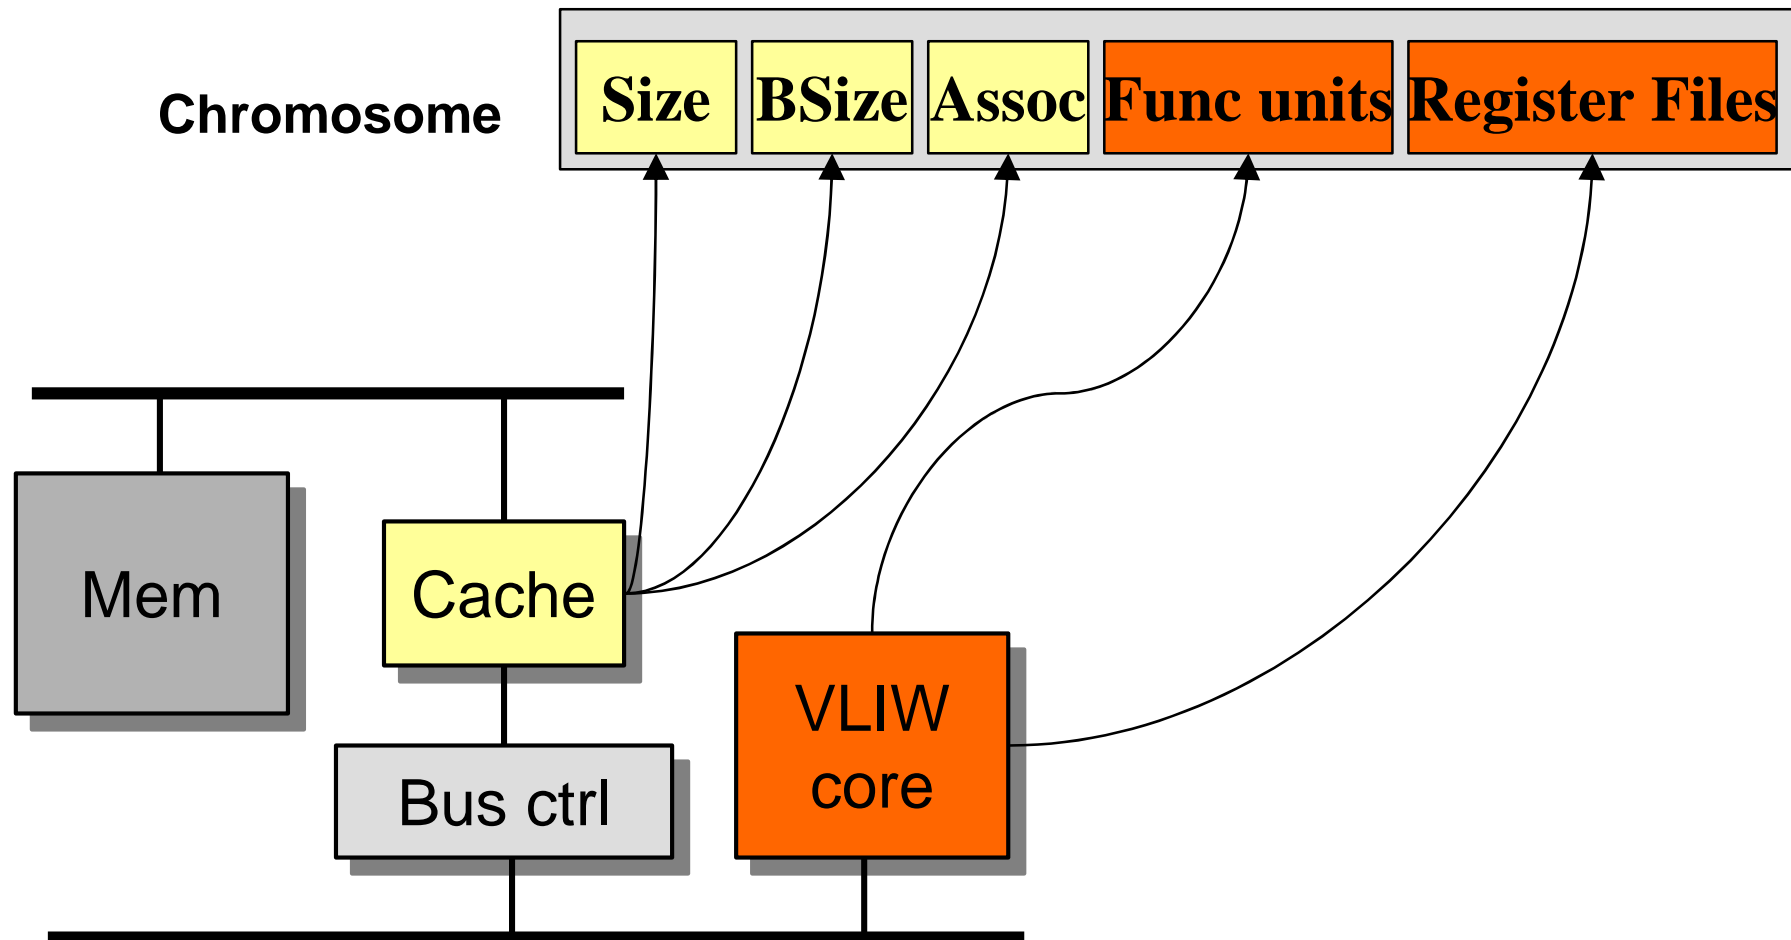 Chromosome
Size
BSize
Assoc
Func units
Register Files
Mem
Cache
VLIW
core
Bus ctrl